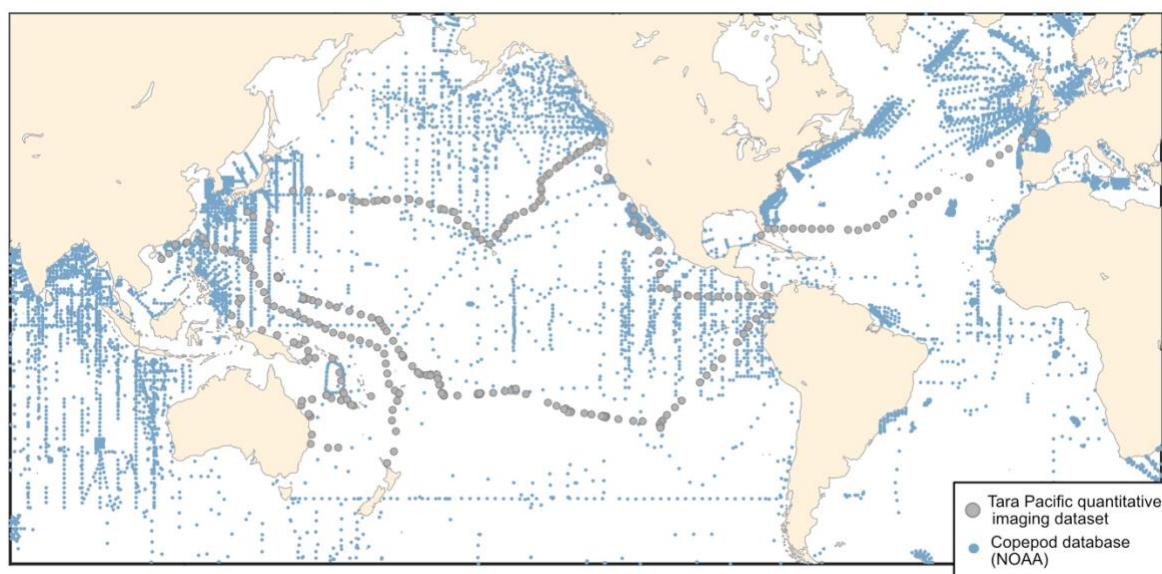 Tara Pacific quantitative
imaging dataset
Copepod database
(NOAA)